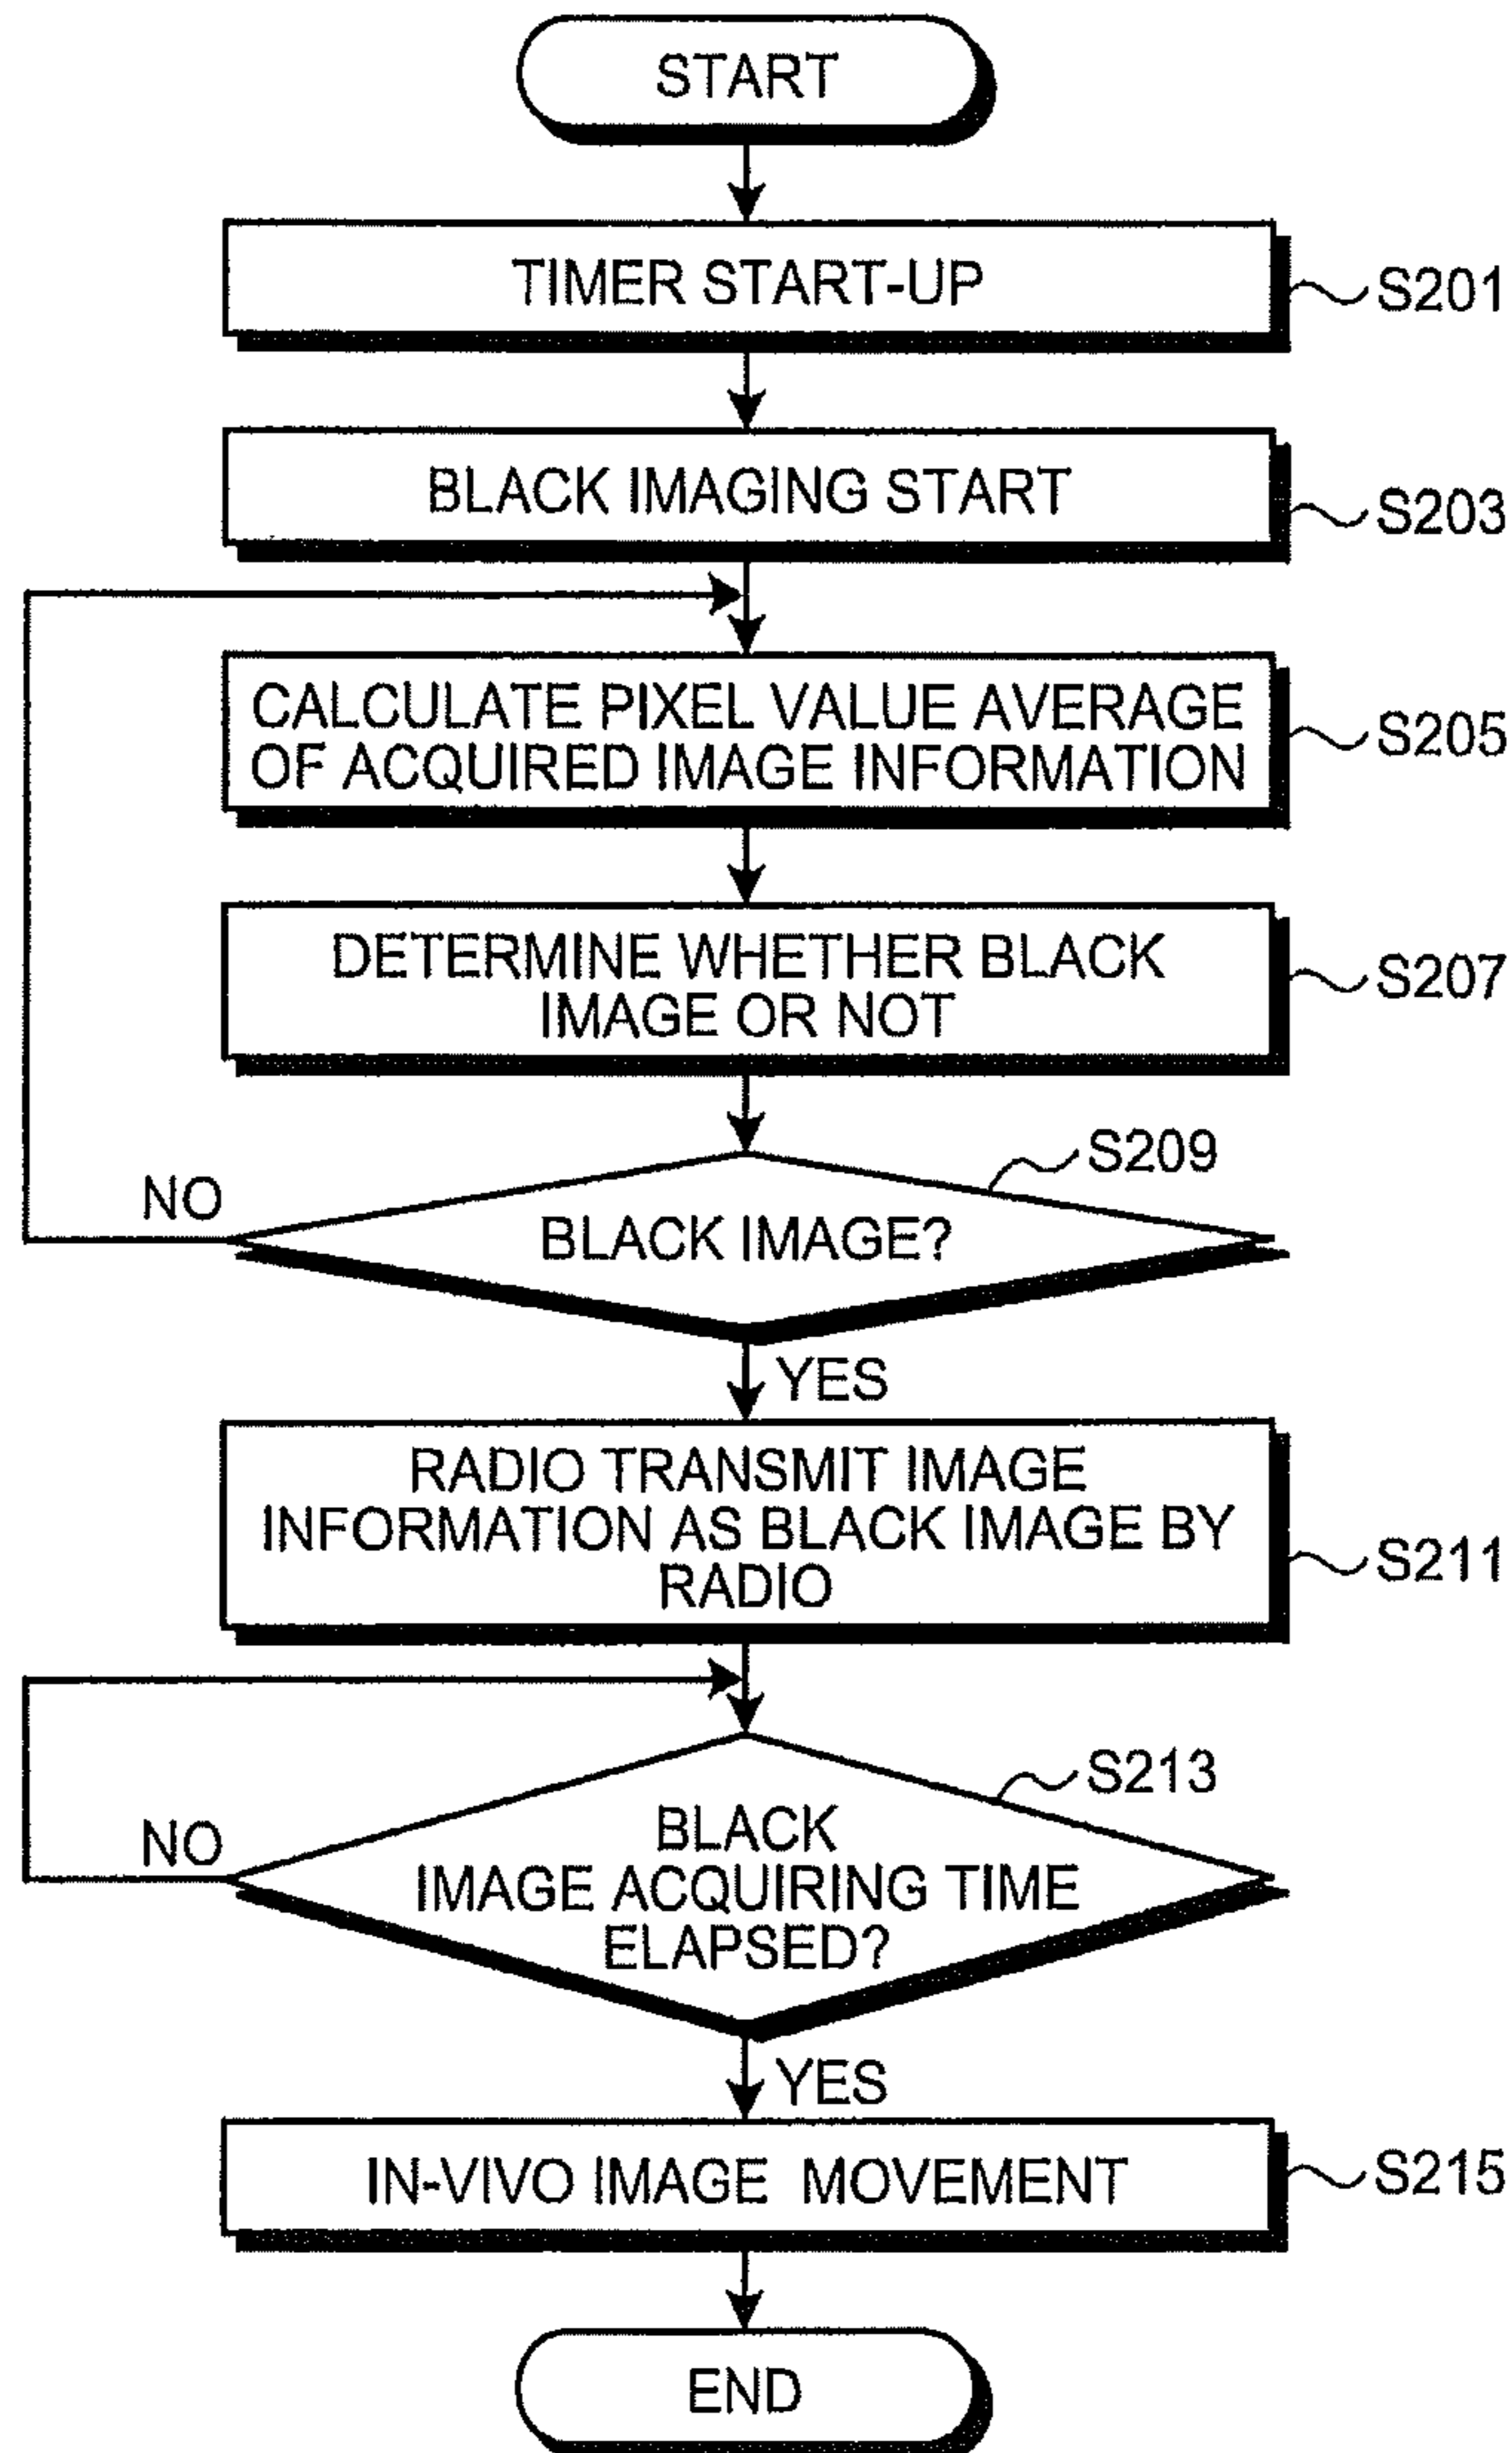 START
TIMER START-UP
S201
BLACK IMAGING START
S203
CALCULATE PIXEL VALUE AVERAGE
OF ACQUIRED IMAGE INFORMATION
S205
DETERMINE WHETHER BLACK
IMAGE OR NOT
S207
S209
NO
BLACK IMAGE?
YES
RADIO TRANSMIT IMAGE
INFORMATION AS BLACK IMAGE BY
RADIO
S211
S213
NO
BLACK
IMAGE ACQUIRING TIME
ELAPSED?
YES
IN-VIVO IMAGE MOVEMENT
S215
END